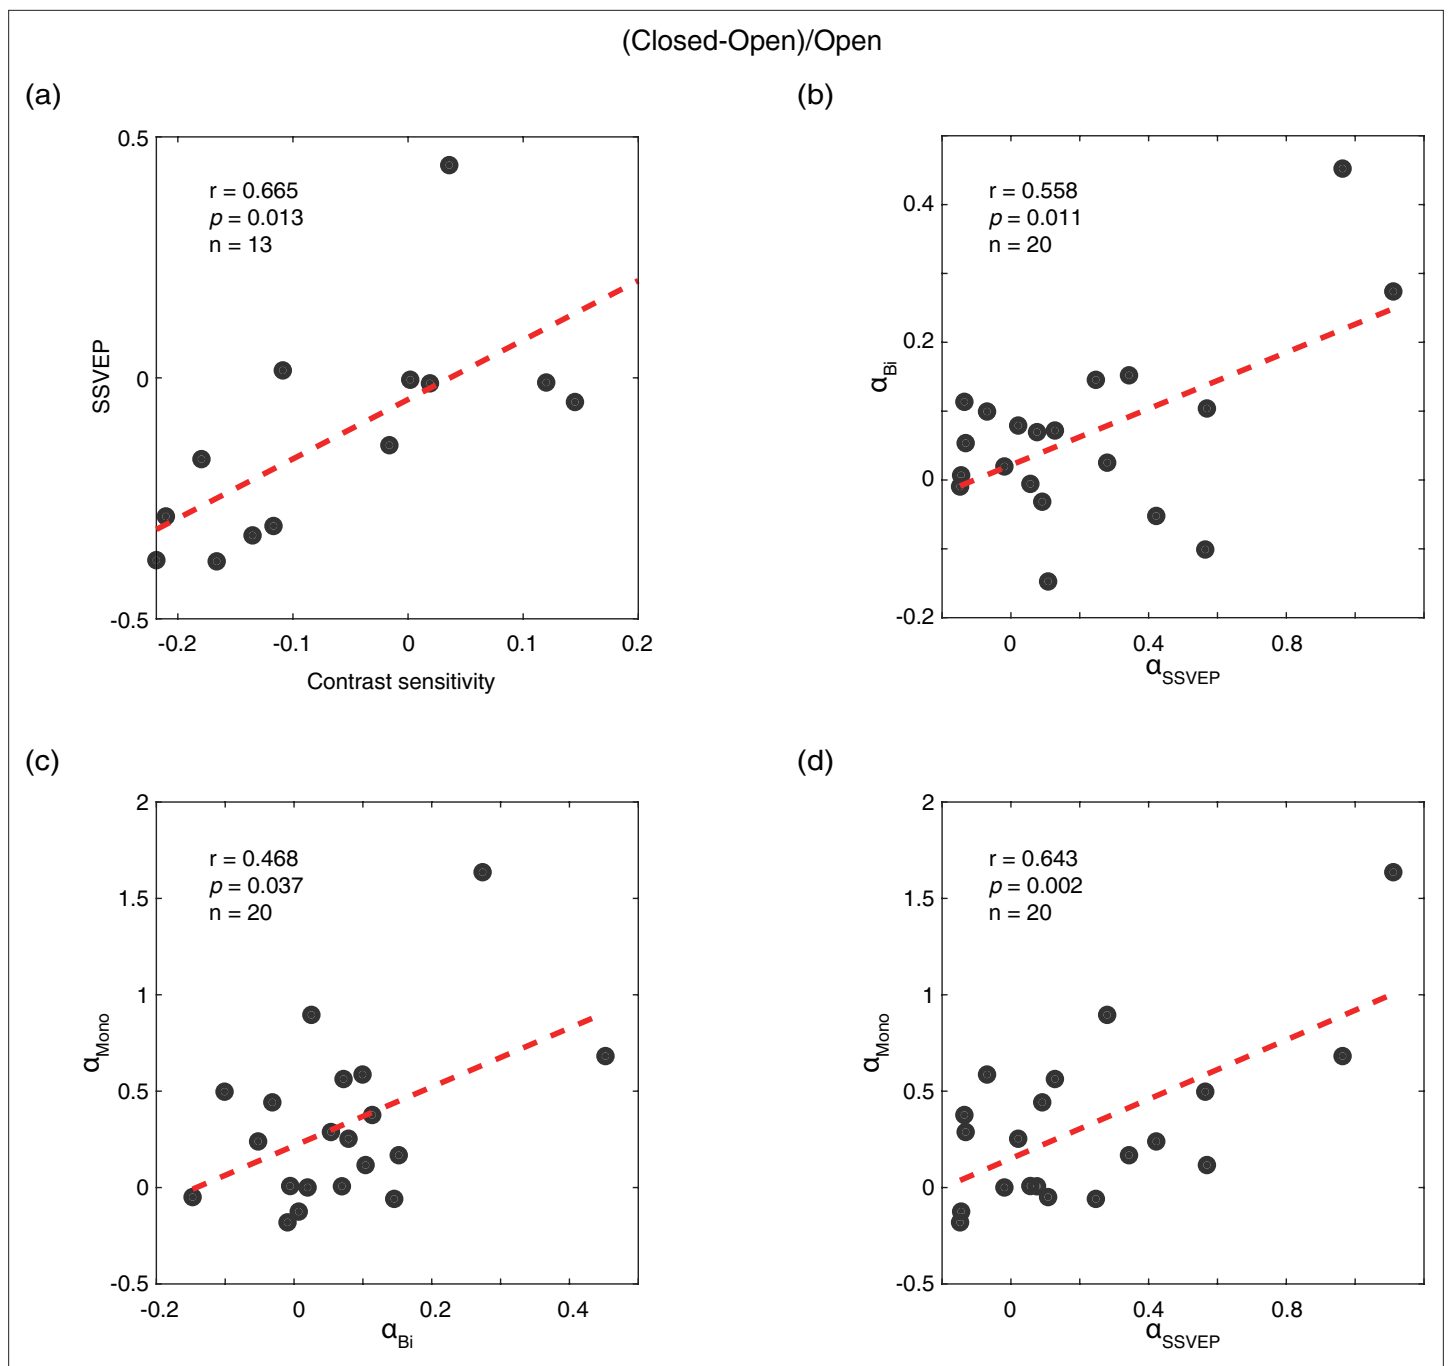 (Closed-Open)/Open
(a)
0.5
0
-0.5
SSVEP
r = 0.665
p = 0.013
n = 13
-0.2
-0.1
0
0.1
0.2
Contrast sensitivity
(b)
0.4
0.2
0
-0.2
αBi
r = 0.558
p = 0.011
n = 20
0
0.4
0.8
αSSVEP
(c)
2
1.5
1
0.5
0
-0.5
αMono
r = 0.468
p = 0.037
n = 20
-0.2
0
0.2
0.4
αBi
(d)
2
1.5
1
0.5
0
-0.5
αMono
r = 0.643
p = 0.002
n = 20
0
0.4
0.8
αSSVEP